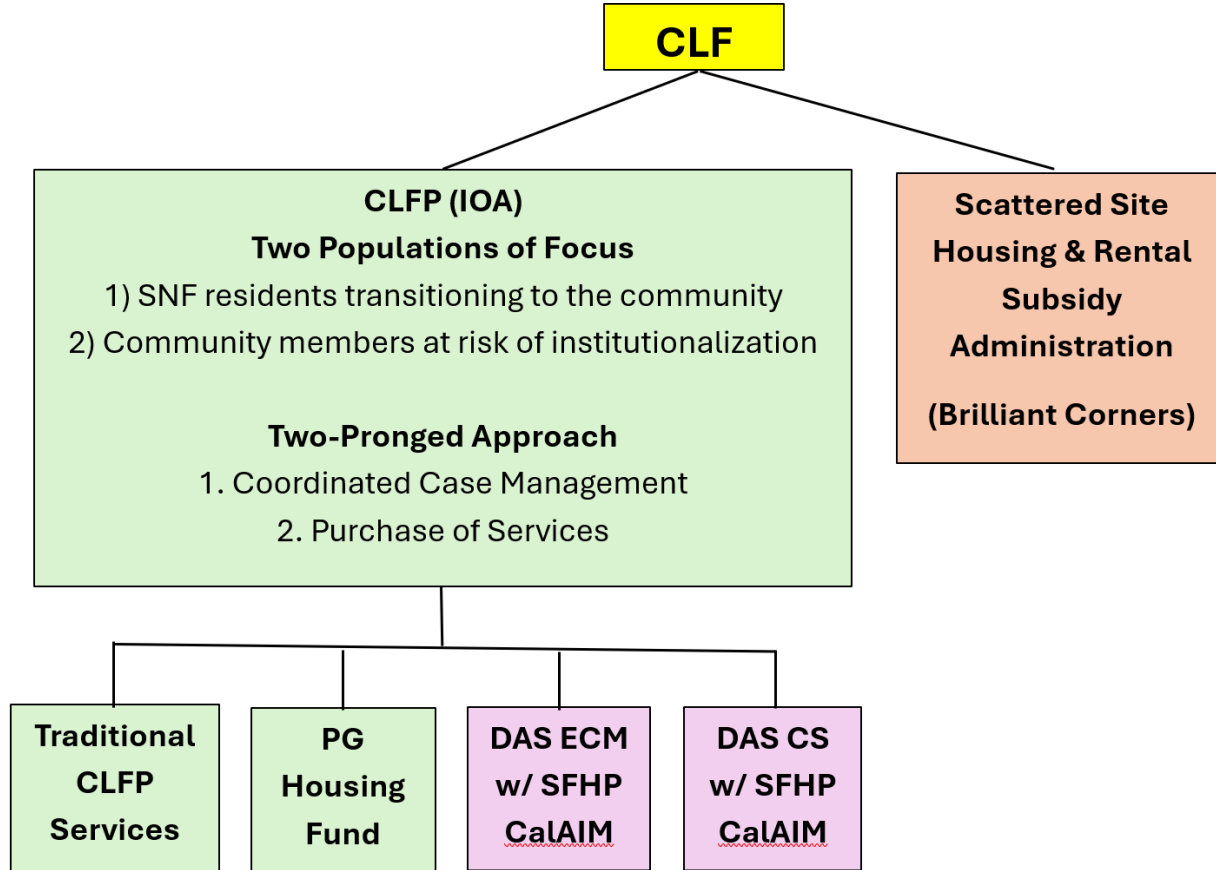 CLF
CLFP (IOA)
Two Populations of Focus
1) SNF residents transitioning to the community
2) Community members at risk of institutionalization
Two-Pronged Approach
1. Coordinated Case Management
2. Purchase of Services
Scattered Site
Housing & Rental
Subsidy
Administration
(Brilliant Corners)
Traditional
CLFP
Services
PG
Housing
Fund
DAS ECM
w/ SFHP
CalAIM
DAS CS
w/ SFHP
CalAIM